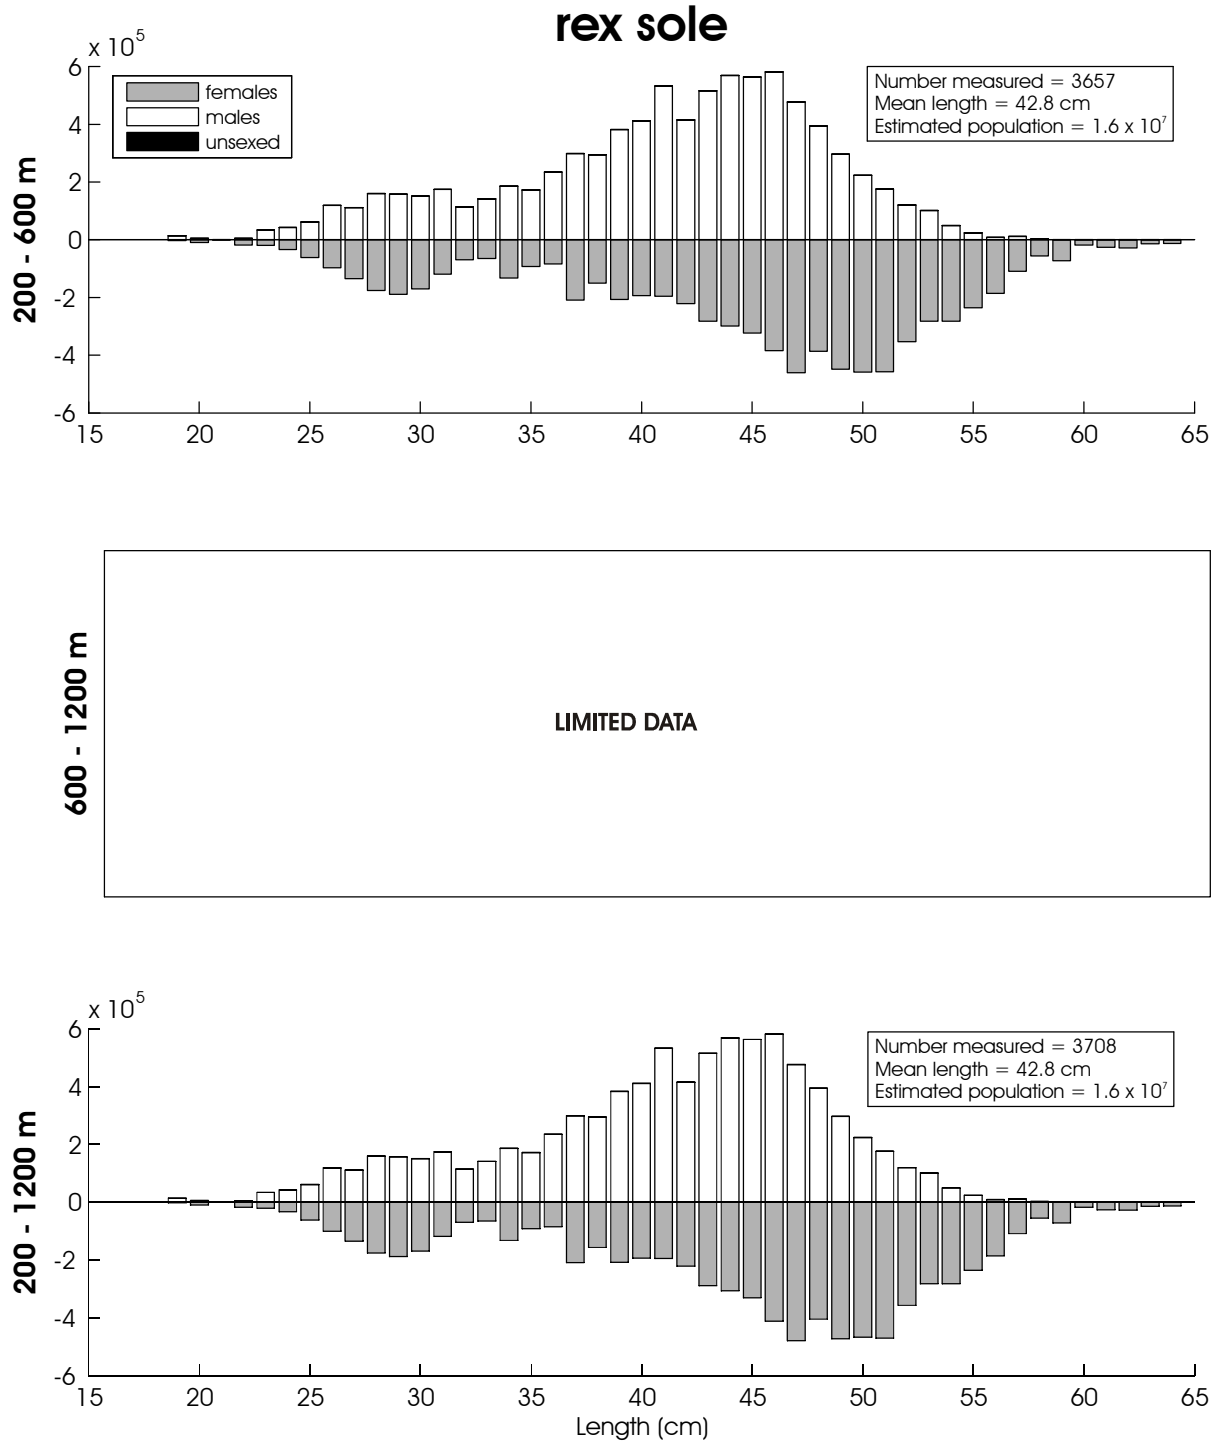 rex sole
x 10^5
females
males
unsexed
Number measured = 3657
Mean length = 42.8 cm
Estimated population = 1.6 x 10^7
200 - 600 m
6
4
2
0
-2
-4
-6
15 20 25 30 35 40 45 50 55 60 65
600 - 1200 m
LIMITED DATA
x 10^5
Number measured = 3708
Mean length = 42.8 cm
Estimated population = 1.6 x 10^7
200 - 1200 m
6
4
2
0
-2
-4
-6
15 20 25 30 35 40 45 50 55 60 65
Length (cm)